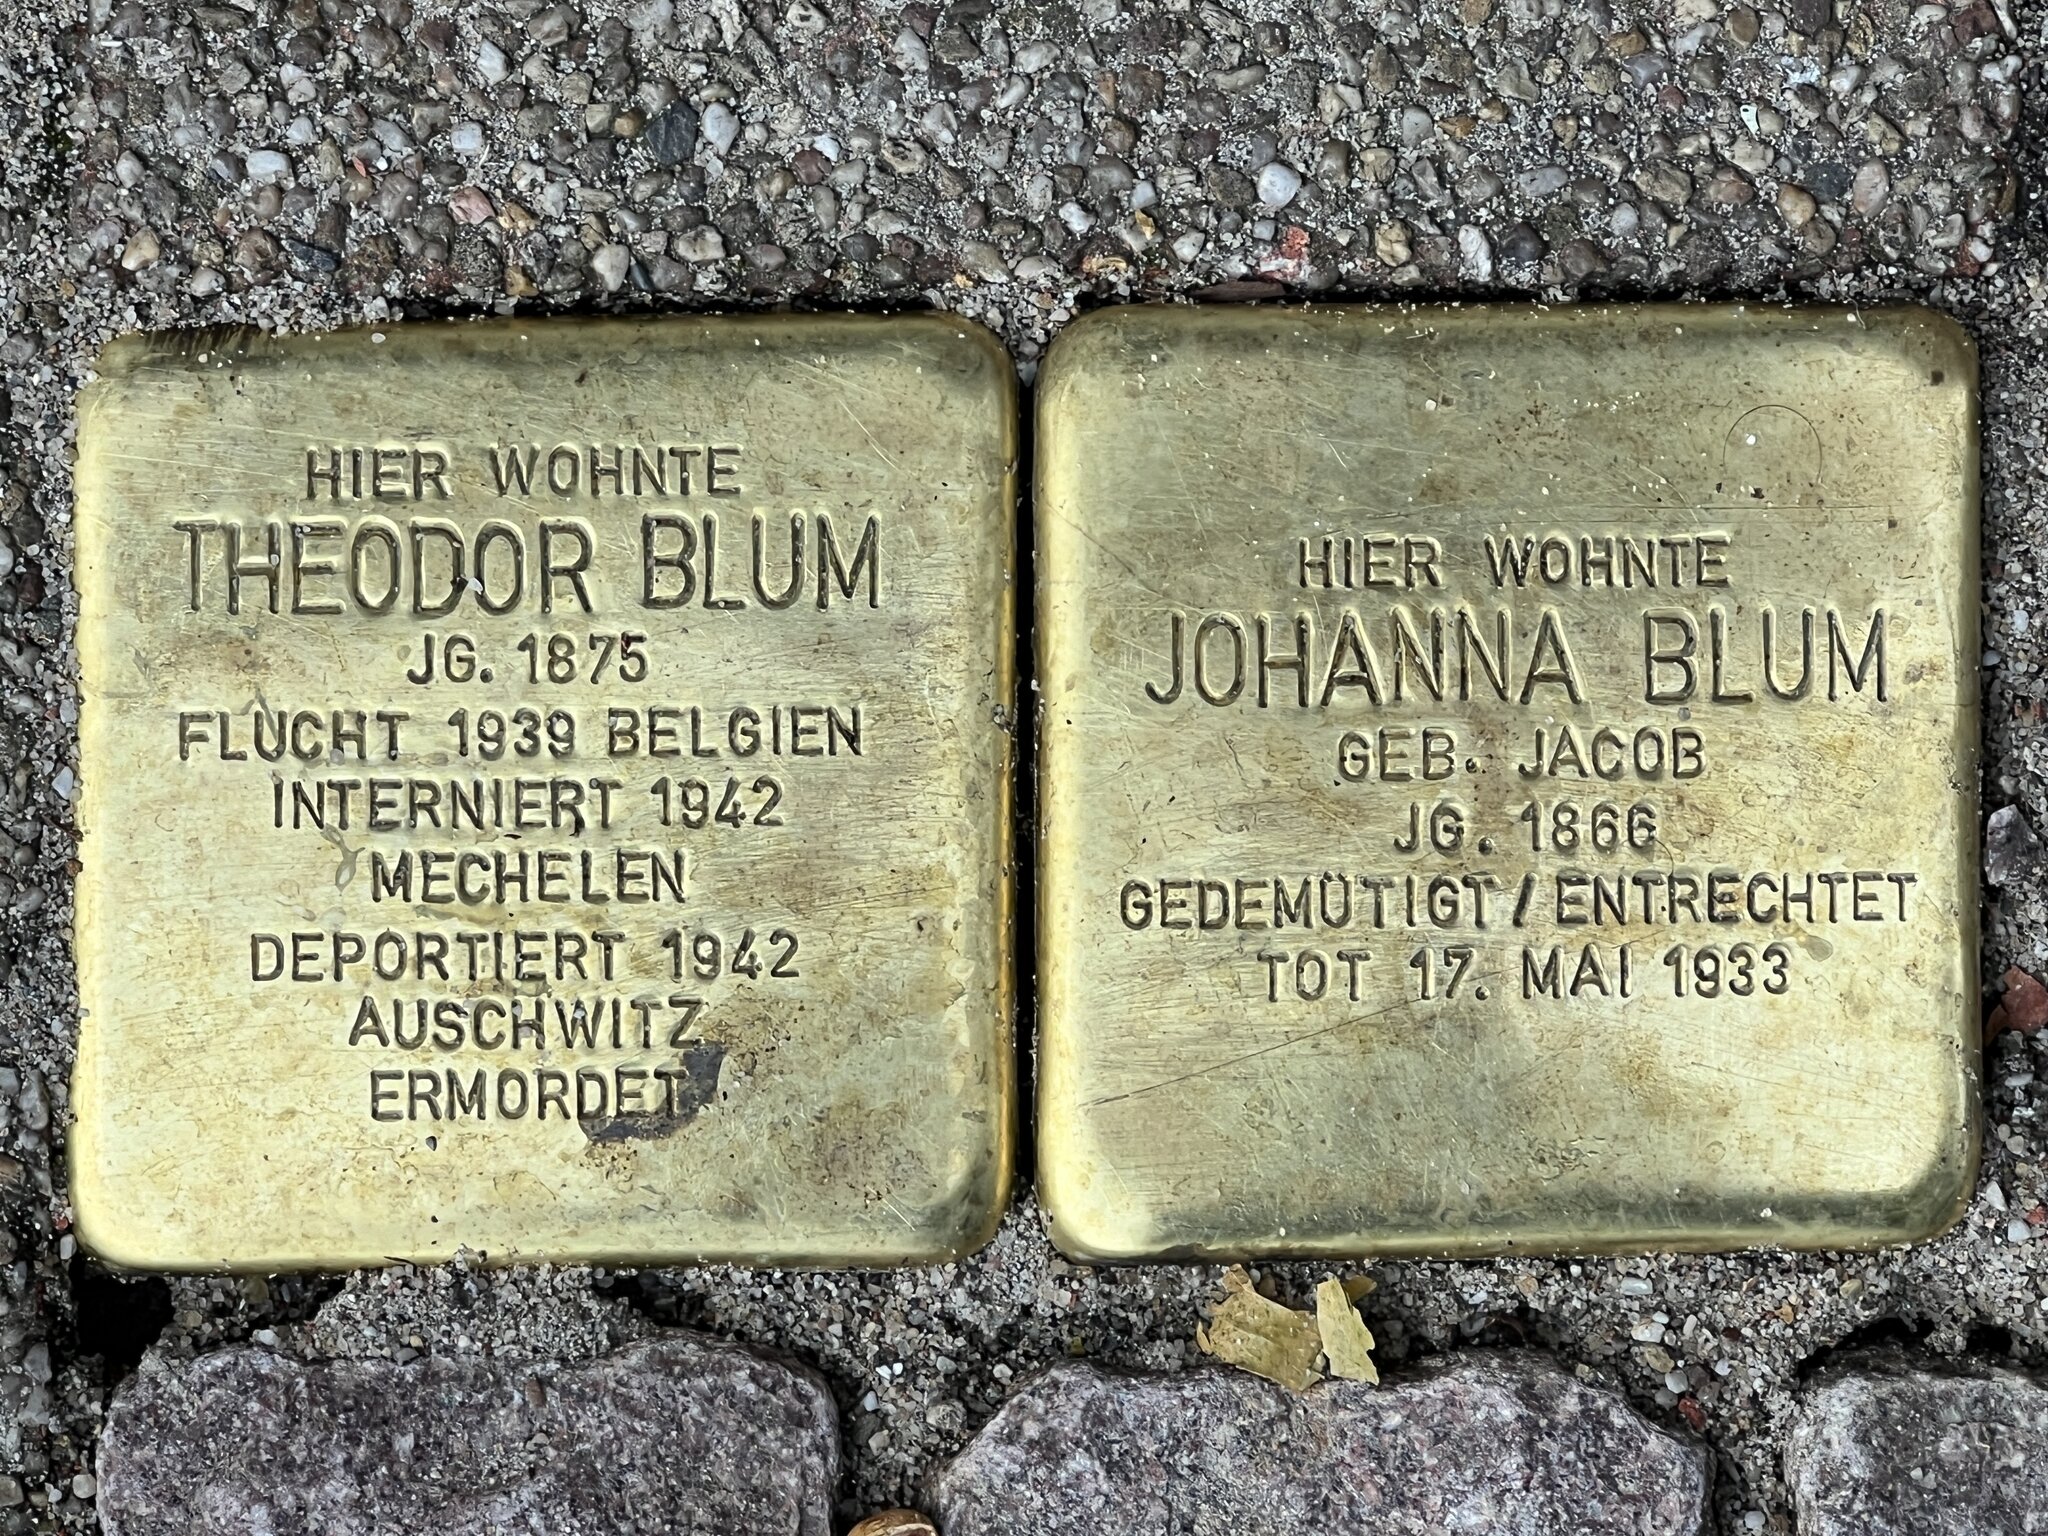 HIER WOHNTE
THEODOR BLUM
JG. 1875
FLUCHT 1939 BELGIEN
INTERNIERT 1942
MECHELEN
DEPORTIERT 1942
AUSCHWITZ
ERMORDET
HIER WOHNTE
JOHANNA BLUM
GEB. JACOB
JG. 1866
GEDEMÜTIGT / ENTRECHTET
TOT 17. MAI 1933